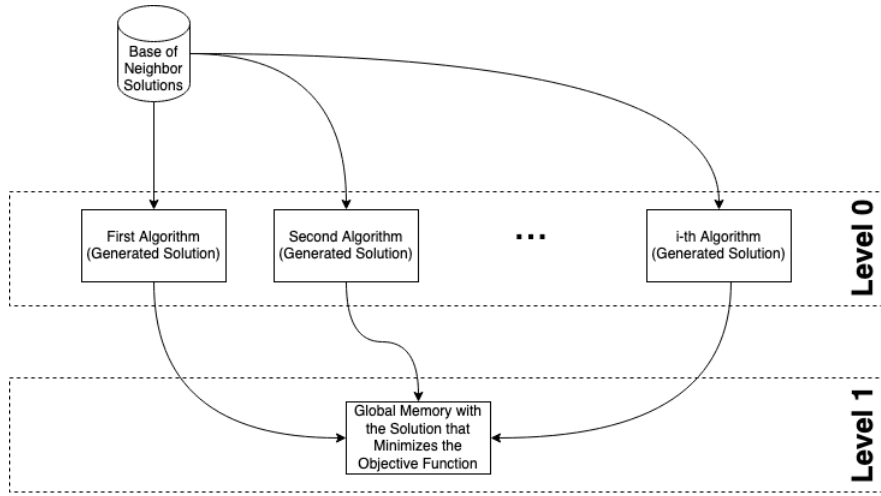 Base of
Neighbor
Solutions
First Algorithm
(Generated Solution)
Second Algorithm
(Generated Solution)
...
i-th Algorithm
(Generated Solution)
Level 0
Global Memory with
the Solution that
Minimizes the
Objective Function
Level 1